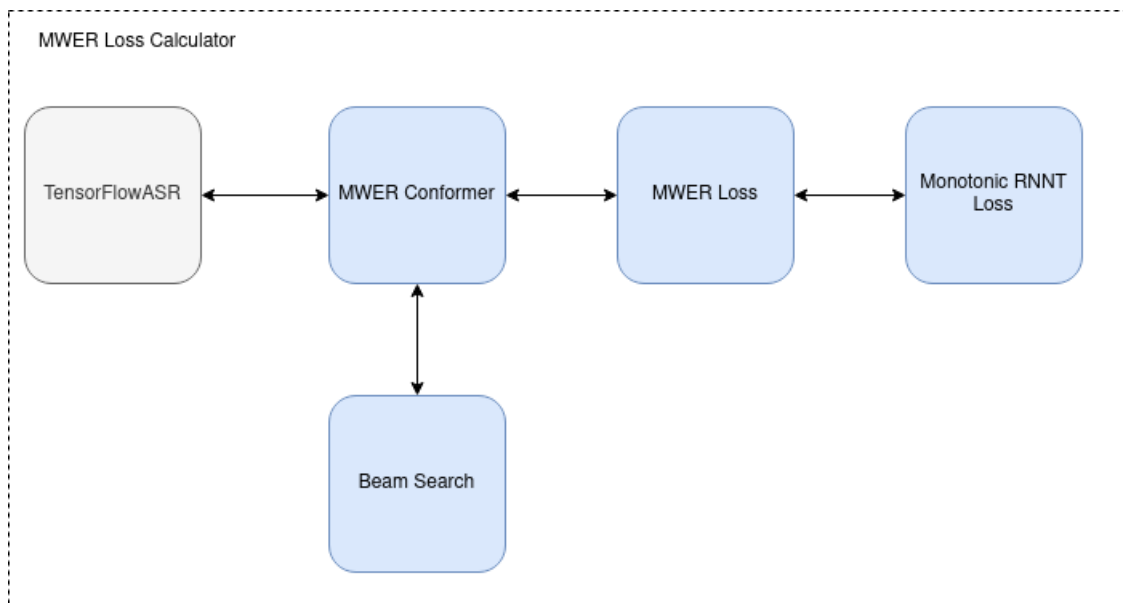 MWER Loss Calculator
TensorFlowASR
MWER Conformer
MWER Loss
Monotonic RNNT
Loss
Beam Search